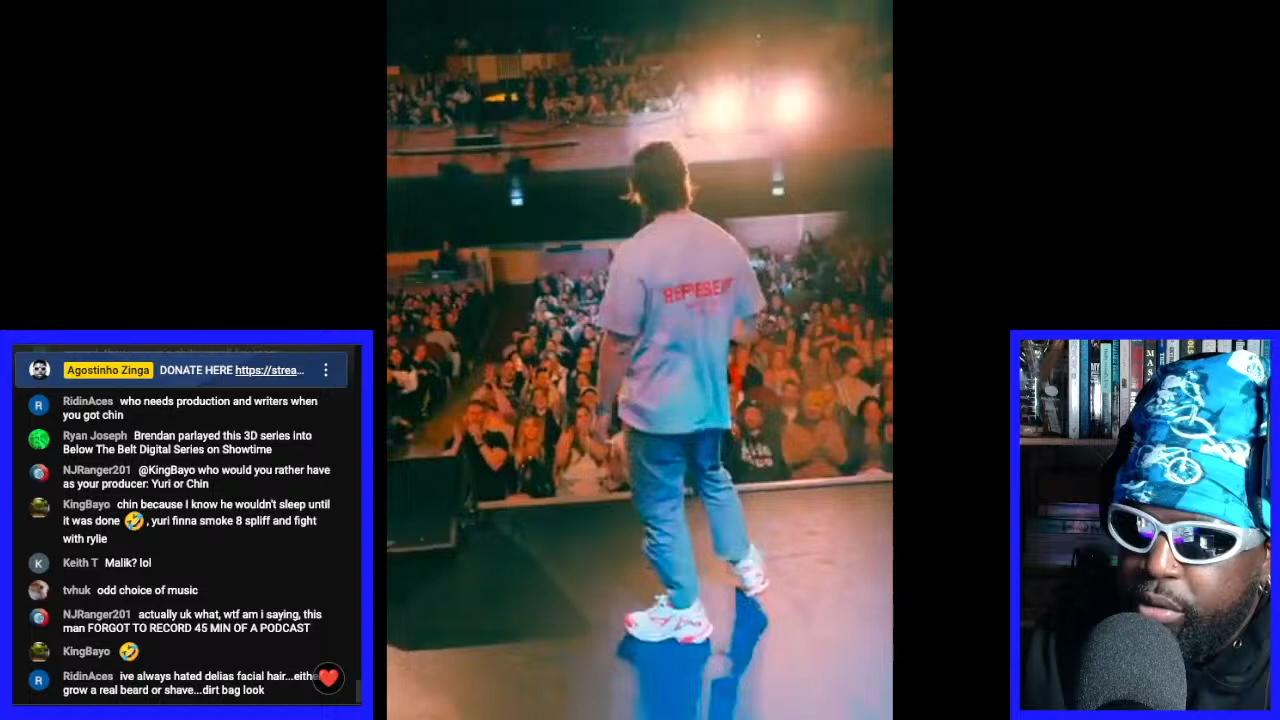 REPRESENT
Agostinho Zinga DONATE HERE https://strea...
RidinAces who needs production and writers when
you got chin
Ryan Joseph Brendan parlayed this 3D series into
Below The Belt Digital Series on Showtime
NJRanger201 @KingBayo who would you rather have
as your producer: Yuri or Chin
KingBayo chin because I know he wouldn't sleep until
it was done 🤣, yuri finna smoke 8 spliff and fight
with rylie
K
Keith T Malik? lol
tvhuk odd choice of music
NJRanger201 actually uk what, wtf am i saying, this
man FORGOT TO RECORD 45 MIN OF A PODCAST
KingBayo 🤣
R
RidinAces ive always hated delias facial hair...eithe
grow a real beard or shave...dirt bag look